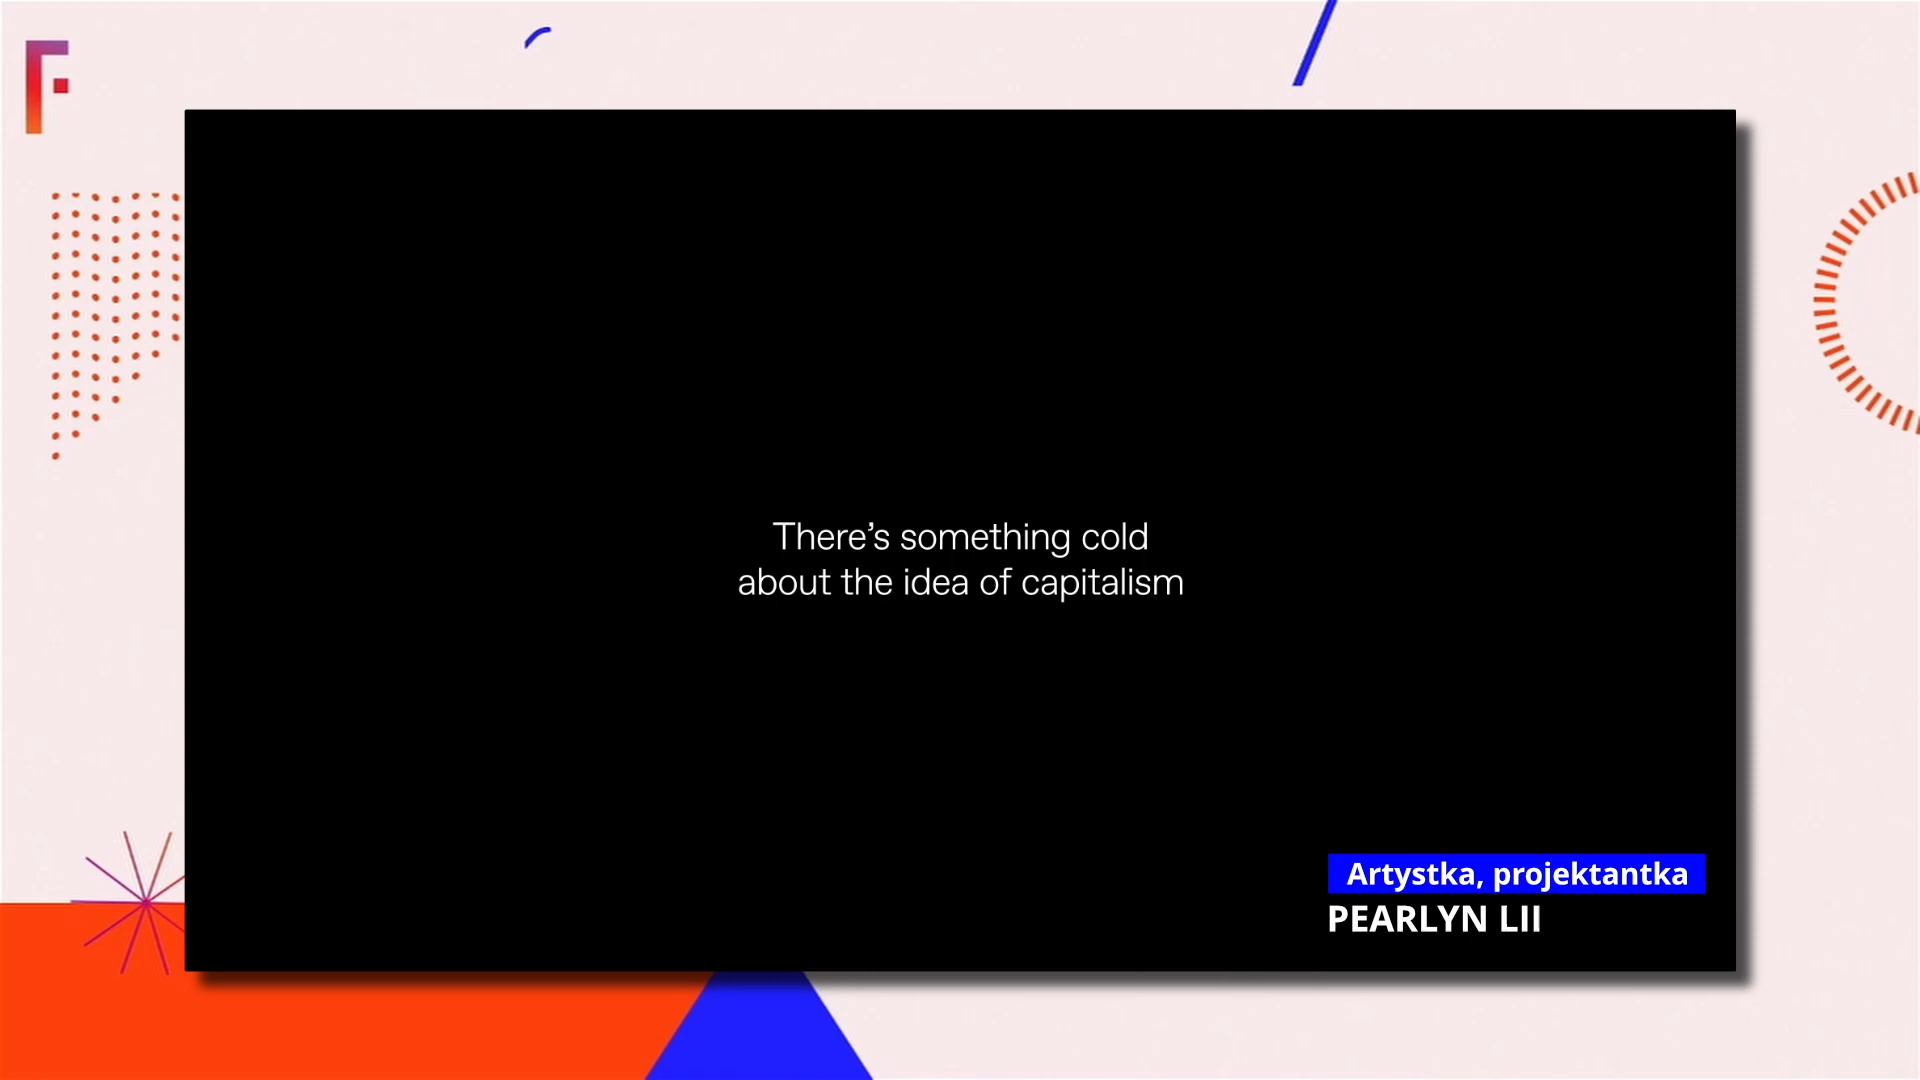 There’s something cold
about the idea of capitalism
Artystka, projektantka
PEARLYN LII